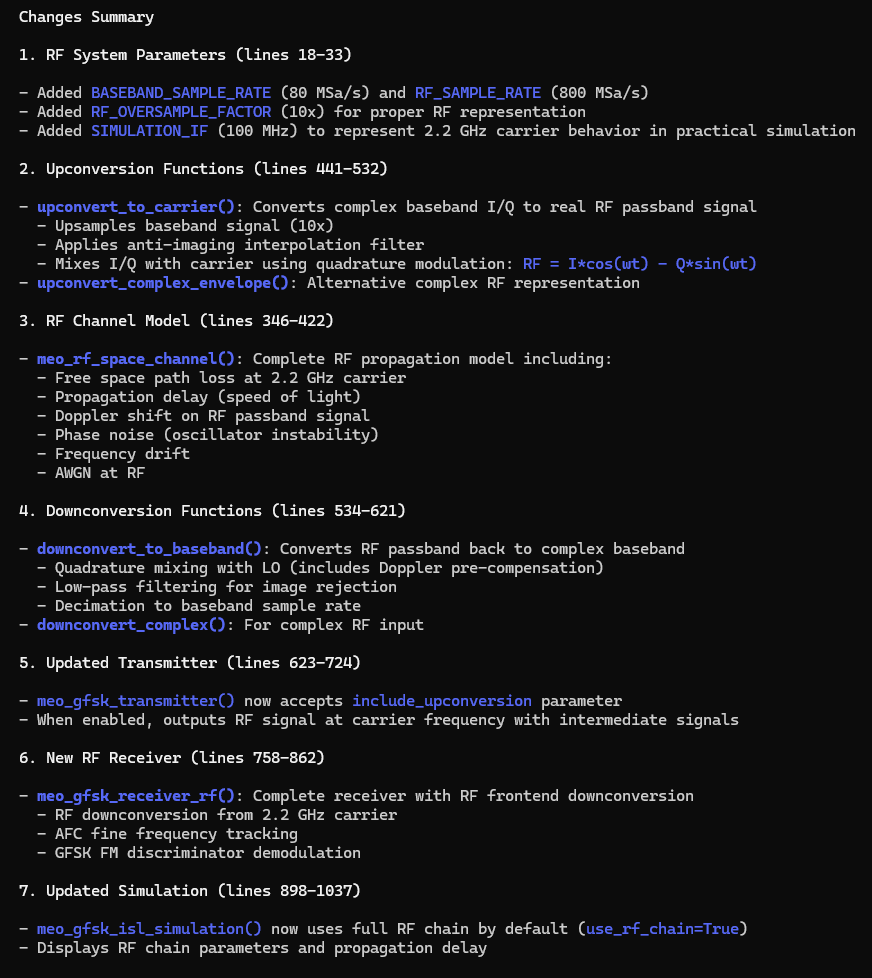 Changes Summary
1. RF System Parameters (lines 18-33)
- Added BASEBAND_SAMPLE_RATE (80 MSa/s) and RF_SAMPLE_RATE (800 MSa/s)
- Added RF_OVERSAMPLE_FACTOR (10x) for proper RF representation
- Added SIMULATION_IF (100 MHz) to represent 2.2 GHz carrier behavior in practical simulation
2. Upconversion Functions (lines 441-532)
- upconvert_to_carrier(): Converts complex baseband I/Q to real RF passband signal
- Upsamples baseband signal (10x)
- Applies anti-imaging interpolation filter
- Mixes I/Q with carrier using quadrature modulation: RF = I*cos(ωt) - Q*sin(ωt)
- upconvert_complex_envelope(): Alternative complex RF representation
3. RF Channel Model (lines 346-422)
- meo_rf_space_channel(): Complete RF propagation model including:
- Free space path loss at 2.2 GHz carrier
- Propagation delay (speed of light)
- Doppler shift on RF passband signal
- Phase noise (oscillator instability)
- Frequency drift
- AWGN at RF
4. Downconversion Functions (lines 534-621)
- downconvert_to_baseband(): Converts RF passband back to complex baseband
- Quadrature mixing with LO (includes Doppler pre-compensation)
- Low-pass filtering for image rejection
- Decimation to baseband sample rate
- downconvert_complex(): For complex RF input
5. Updated Transmitter (lines 623-724)
- meo_gfsk_transmitter() now accepts include_upconversion parameter
- When enabled, outputs RF signal at carrier frequency with intermediate signals
6. New RF Receiver (lines 758-862)
- meo_gfsk_receiver_rf(): Complete receiver with RF frontend downconversion
- RF downconversion from 2.2 GHz carrier
- AFC fine frequency tracking
- GFSK FM discriminator demodulation
7. Updated Simulation (lines 898-1037)
- meo_gfsk_isl_simulation() now uses full RF chain by default (use_rf_chain=True)
- Displays RF chain parameters and propagation delay